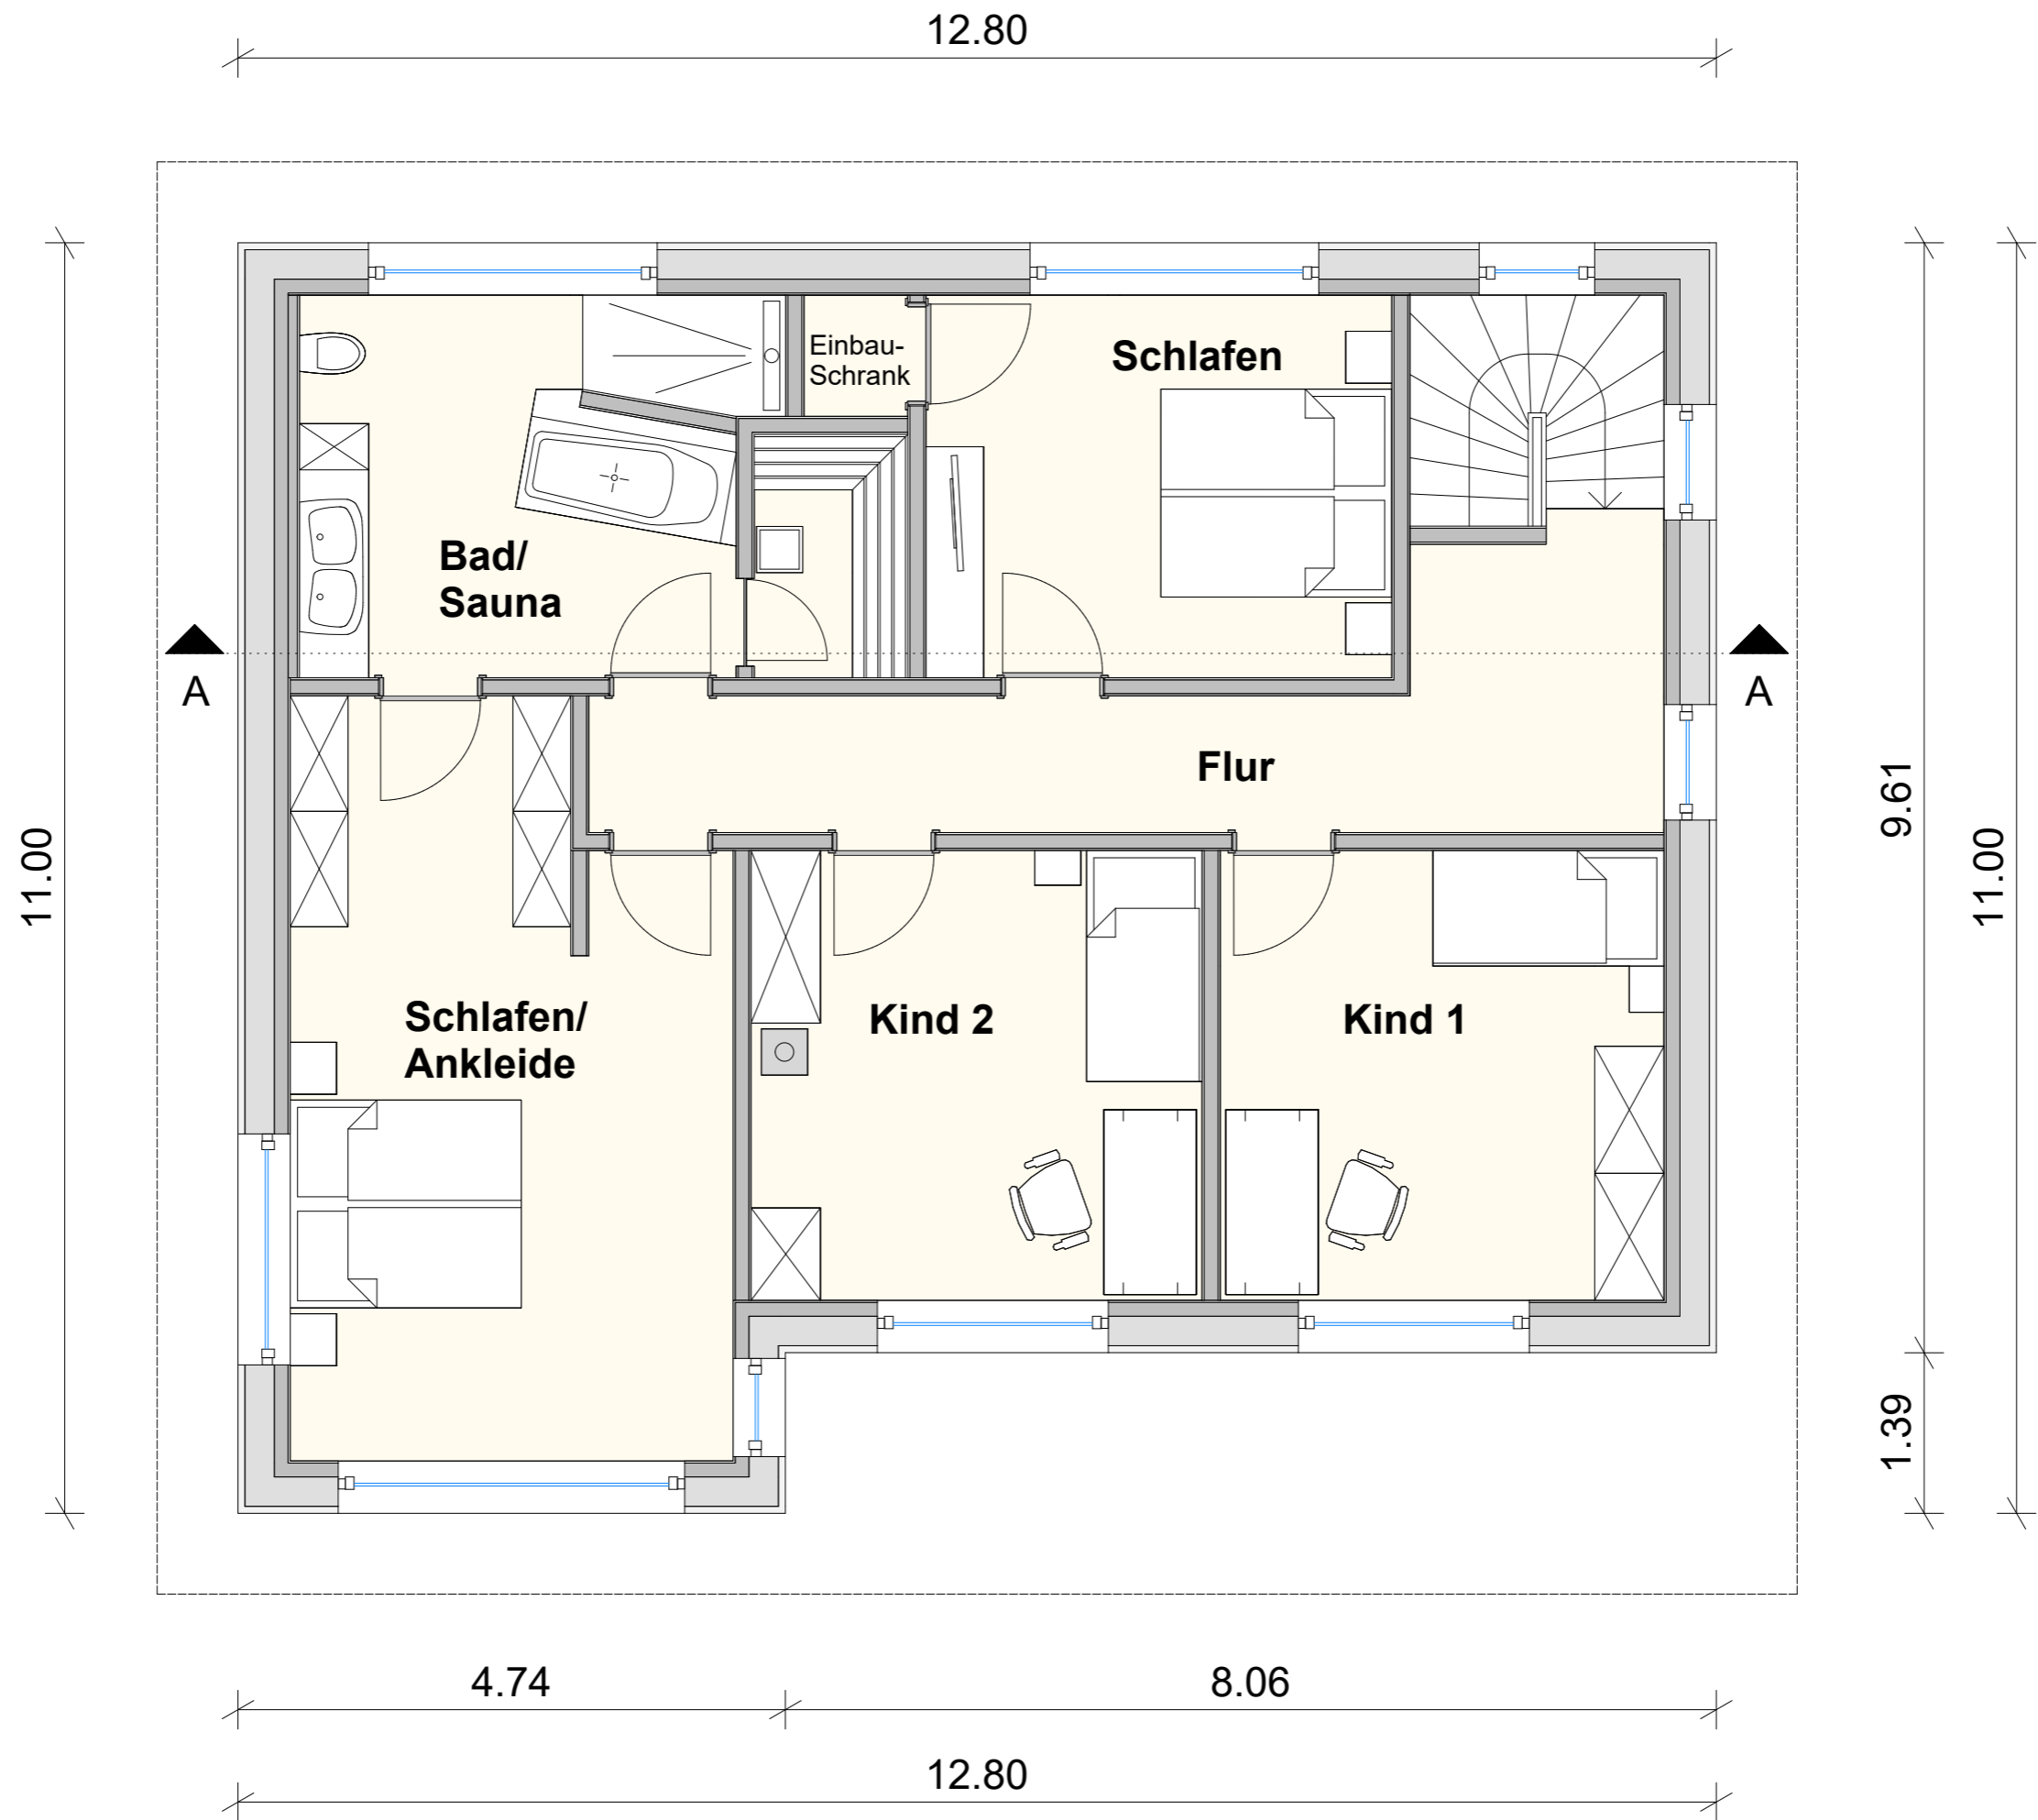 12.80
Einbau-
Schrank
Schlafen
Bad/
Sauna
A
A
Flur
9.61
11.00
11.00
Schlafen/
Ankleide
Kind 2
Kind 1
1.39
4.74
8.06
12.80